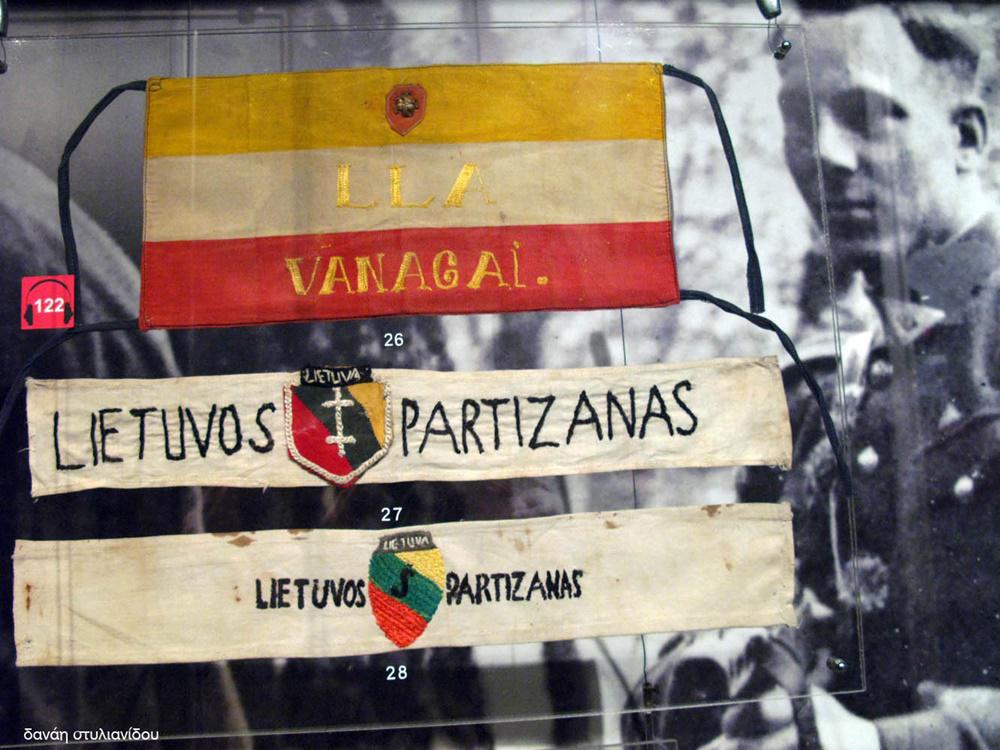 LLA
VANAGAİ.
122
26
LIETUVA
LIETUVOS PARTIZANAS
27
LIETUVA
LIETUVOS S PARTIZANAS
28
δανάη στυλιανίδου